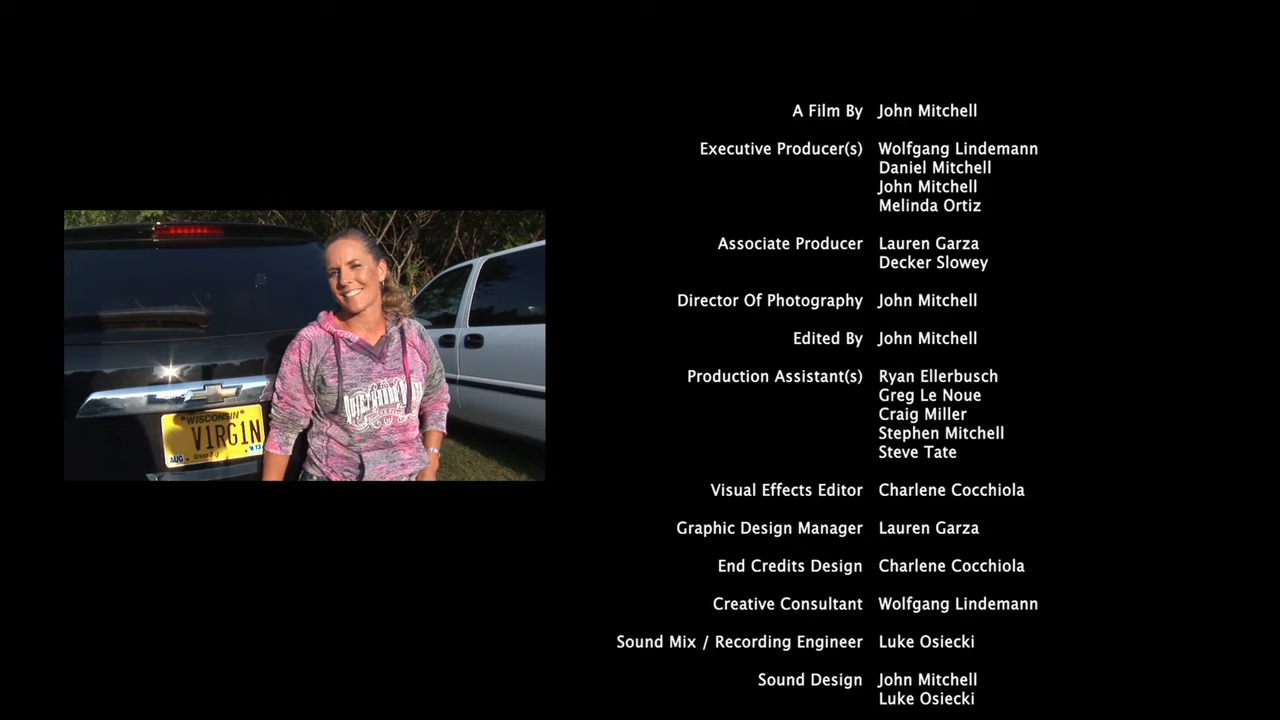 A Film By John Mitchell
Executive Producer(s) Wolfgang Lindemann
Daniel Mitchell
John Mitchell
Melinda Ortiz
Associate Producer Lauren Garza
Decker Slowey
Director Of Photography John Mitchell
Edited By John Mitchell
Production Assistant(s) Ryan Ellerbusch
Greg Le Noue
Craig Miller
Stephen Mitchell
Steve Tate
Visual Effects Editor Charlene Cocchiola
Graphic Design Manager Lauren Garza
End Credits Design Charlene Cocchiola
Creative Consultant Wolfgang Lindemann
Sound Mix / Recording Engineer Luke Osiecki
Sound Design John Mitchell
Luke Osiecki
WISCONSIN
V1RG1N
AUG 13